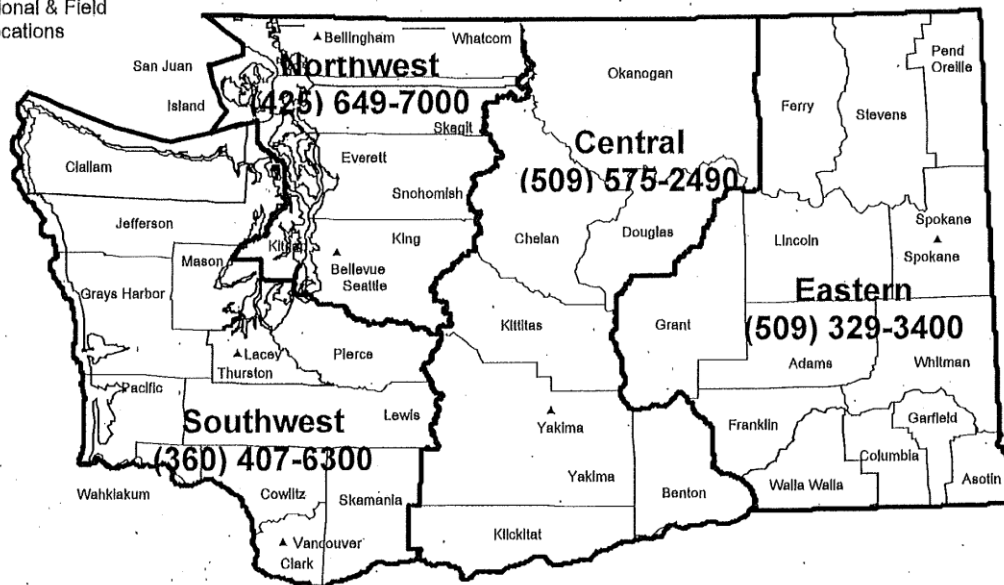 onal & Field
ocations
Bellingham
Whatcom
Pend
Oreille
San Juan
Northwest
(425) 649-7000
Okanogan
Island
Ferry
Stevens
Skagit
Central
(509) 575-2490
Everett
Clallam
Snohomish
Jefferson
Chelan
Douglas
Lincoln
Spokane
Spokane
King
Mason
Kitsap
Bellevue
Seattle
Eastern
(509) 329-3400
Grays Harbor
Kittitas
Grant
Lacey
Thurston
Pierce
Adams
Whitman
Pacific
Southwest
(360) 407-6300
Lewis
Yakima
Franklin
Garfield
Columbia
Yakima
Benton
Walla Walla
Asotin
Wahkiakum
Cowlitz
Skamania
Klickitat
Vancouver
Clark